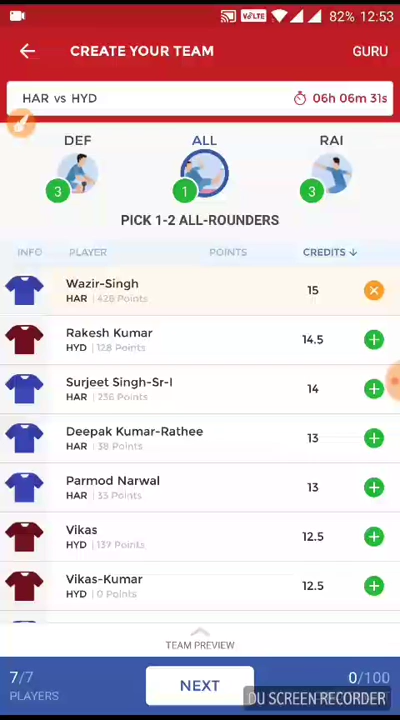 VoLTE 82% 12:53
CREATE YOUR TEAM GURU
HAR vs HYD 06h 06m 31s
DEF ALL RAI
3 1 3
PICK 1-2 ALL-ROUNDERS
INFO PLAYER POINTS CREDITS ↓
Wazir-Singh 15
HAR | 428 Points
Rakesh Kumar 14.5
HYD | 128 Points
Surjeet Singh-Sr-I 14
HAR | 236 Points
Deepak Kumar-Rathee 13
HAR | 38 Points
Parmod Narwal 13
HAR | 33 Points
Vikas 12.5
HYD | 137 Points
Vikas-Kumar 12.5
HYD | 0 Points
TEAM PREVIEW
7/7 NEXT 0/100
PLAYERS
DU SCREEN RECORDER